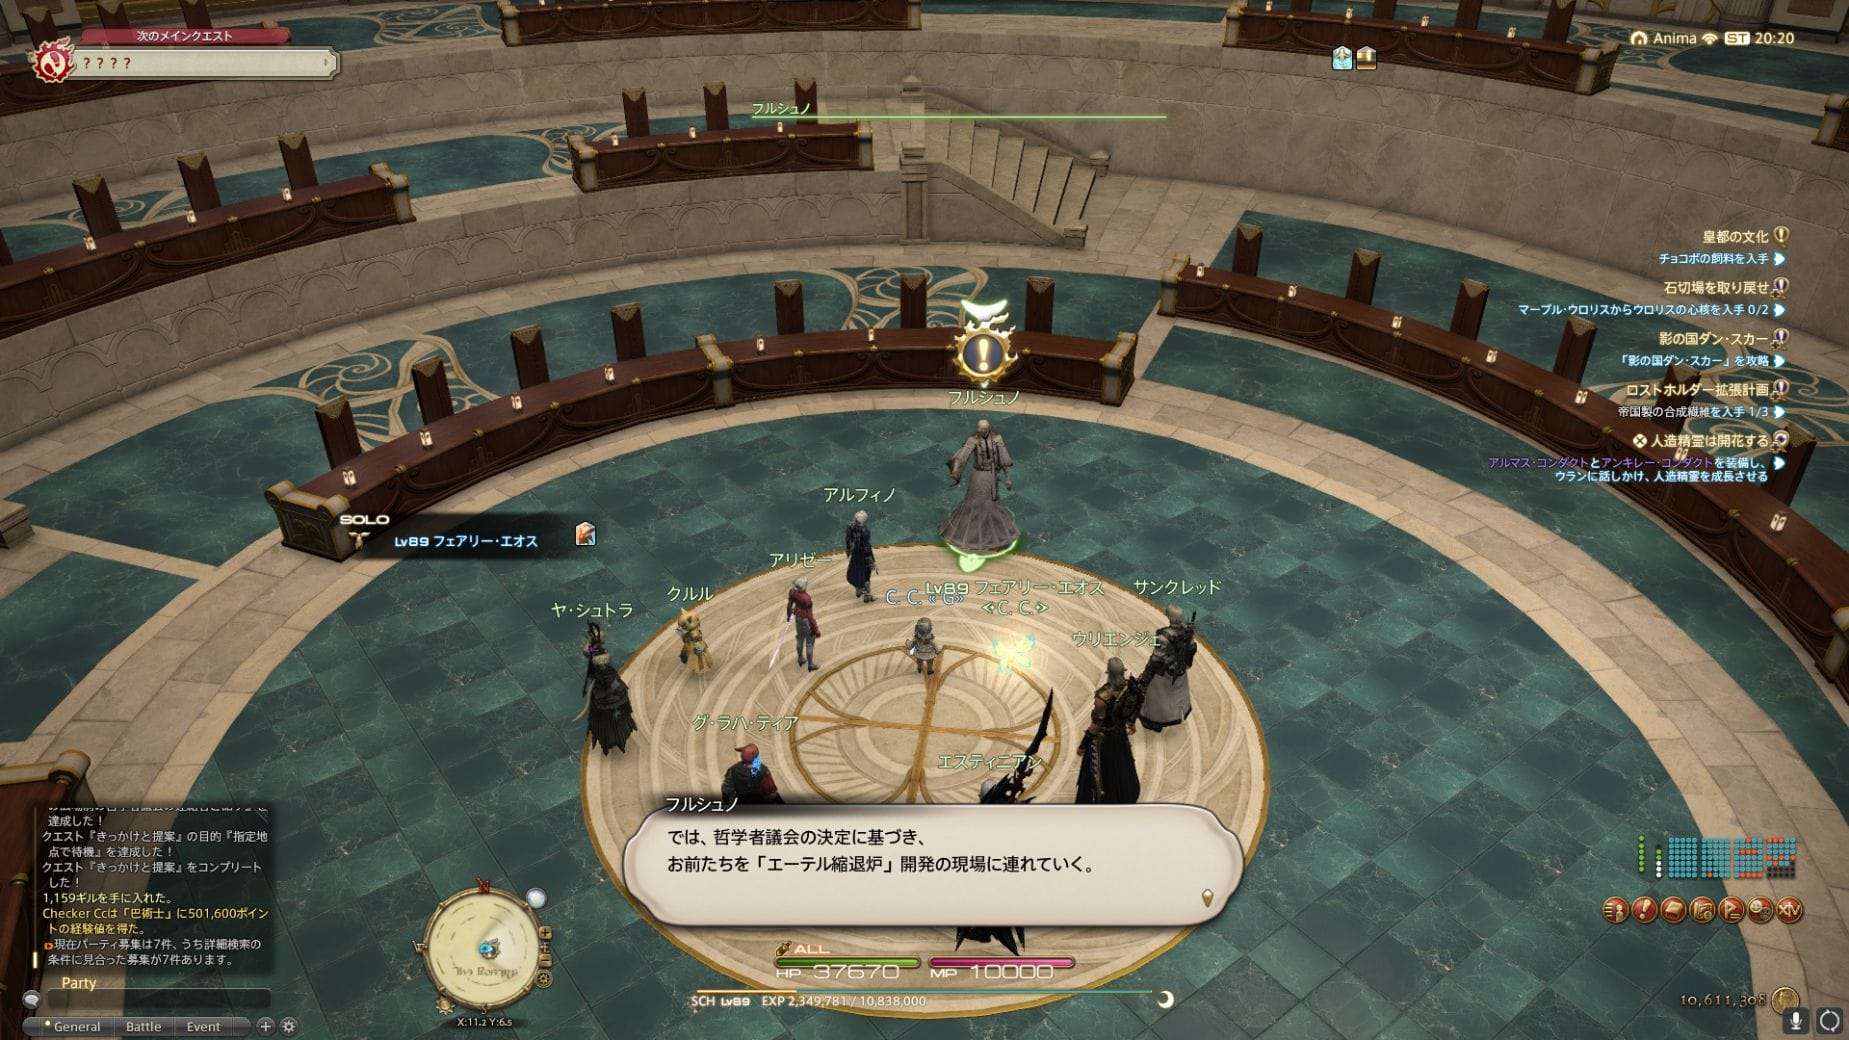 次のメインクエスト
????
Anima ST 20:20
フルシュノ
皇都の文化
チョコボの飼料を入手
石切場を取り戻せ
マーブル・ウロリスからウロリスの心核を入手 0/2
影の国ダン・スカー
「影の国ダン・スカー」を攻略
ロストホルダー拡張計画
帝国製の合成繊維を入手 1/3
人造精霊は開花する
アルマス・コンダクトとアンキレー・コンダクトを装備し、
ウランに話しかけ、人造精霊を成長させる
フルシュノ
アルフィノ
SOLO
Lv89 フェアリー・エオス
アリゼー
クルル
ヤ・シュトラ
C. C. «G»
Lv89 フェアリー・エオス
<C. C.>
サンクレッド
ウリエンジェ
グ・ラハ・ティア
エスティニアン
フルシュノ
では、哲学者議会の決定に基づき、
お前たちを「エーテル縮退炉」開発の現場に連れていく。
達成した！
クエスト『きっかけと提案』の目的『指定地
点で待機』を達成した！
クエスト『きっかけと提案』をコンプリート
した！
1,159ギルを手に入れた。
Checker Ccは「巴術士」に501,600ポイン
トの経験値を得た。
現在パーティ募集は7件、うち詳細検索の
条件に見合った募集が7件あります。
Party
General Battle Event
X:11.2 Y:6.5
ALL
HP 37670 MP 10000
SCH Lv89 EXP 2,349,781/10,838,000
10,611,308
XIV